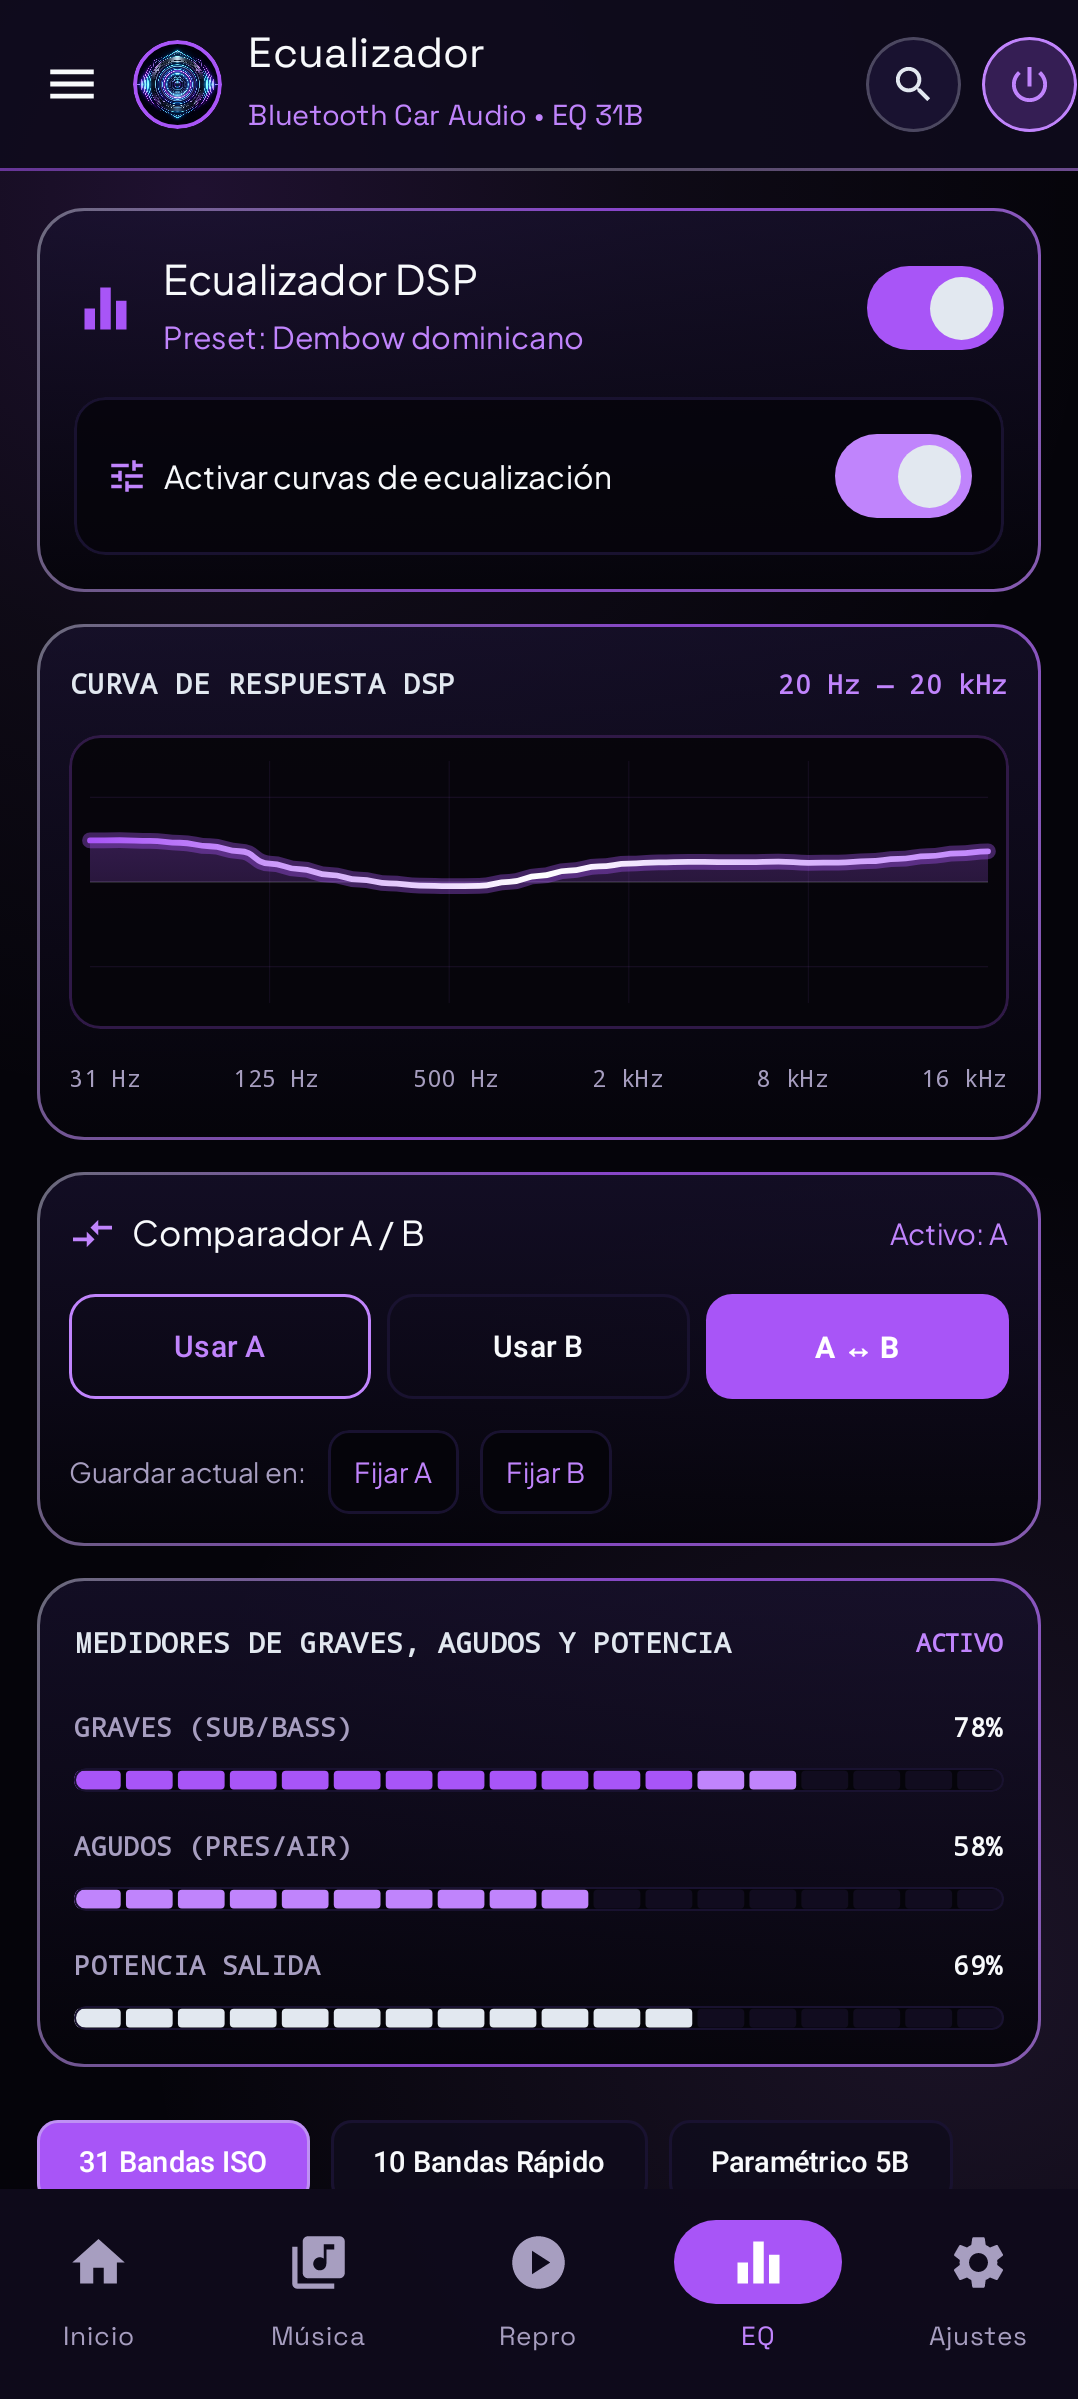 Ecualizador
Bluetooth Car Audio • EQ 31B
Ecualizador DSP
Preset: Dembow dominicano
Activar curvas de ecualización
CURVA DE RESPUESTA DSP
20 Hz — 20 kHz
31 Hz
125 Hz
500 Hz
2 kHz
8 kHz
16 kHz
Comparador A / B
Activo: A
Usar A
Usar B
A ↔ B
Guardar actual en:
Fijar A
Fijar B
MEDIDORES DE GRAVES, AGUDOS Y POTENCIA
ACTIVO
GRAVES (SUB/BASS)
78%
AGUDOS (PRES/AIR)
58%
POTENCIA SALIDA
69%
31 Bandas ISO
10 Bandas Rápido
Paramétrico 5B
Inicio
Música
Repro
EQ
Ajustes